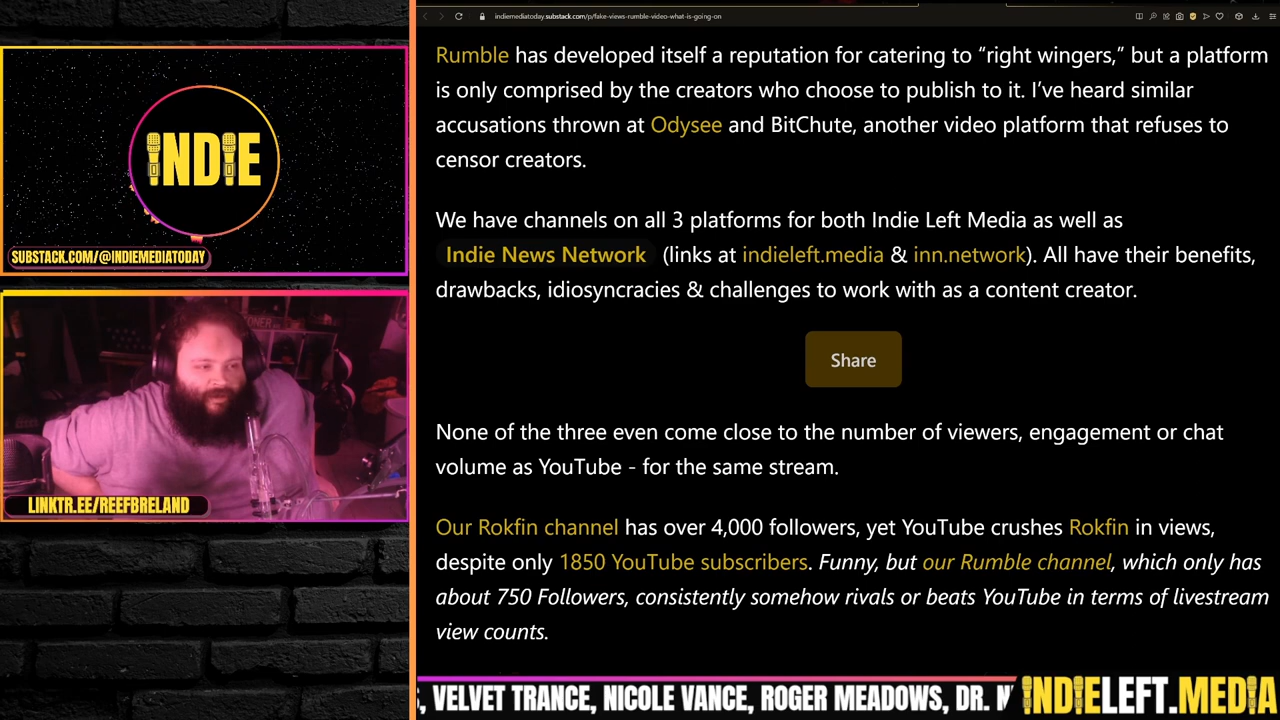 indiemediatoday.substack.com/p/fake-views-rumble-video-what-is-going-on
INDIE
SUBSTACK.COM/@INDIEMEDIATODAY
LINKTR.EE/REEFBRELAND
Rumble has developed itself a reputation for catering to “right wingers,” but a platform
is only comprised by the creators who choose to publish to it. I’ve heard similar
accusations thrown at Odysee and BitChute, another video platform that refuses to
censor creators.
We have channels on all 3 platforms for both Indie Left Media as well as
Indie News Network (links at indieleft.media & inn.network). All have their benefits,
drawbacks, idiosyncracies & challenges to work with as a content creator.
Share
None of the three even come close to the number of viewers, engagement or chat
volume as YouTube - for the same stream.
Our Rokfin channel has over 4,000 followers, yet YouTube crushes Rokfin in views,
despite only 1850 YouTube subscribers. Funny, but our Rumble channel, which only has
about 750 Followers, consistently somehow rivals or beats YouTube in terms of livestream
view counts.
, VELVET TRANCE, NICOLE VANCE, ROGER MEADOWS, DR.
INDIELEFT.MEDIA